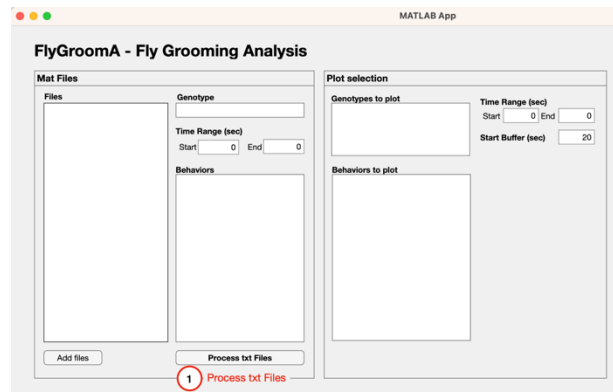 MATLAB App
FlyGroomA - Fly Grooming Analysis
Mat Files
Files
Genotype
Time Range (sec)
Start 0 End 0
Behaviors
Add files
Process txt Files
1 Process txt Files
Plot selection
Genotypes to plot
Time Range (sec)
Start 0 End 0
Start Buffer (sec) 20
Behaviors to plot